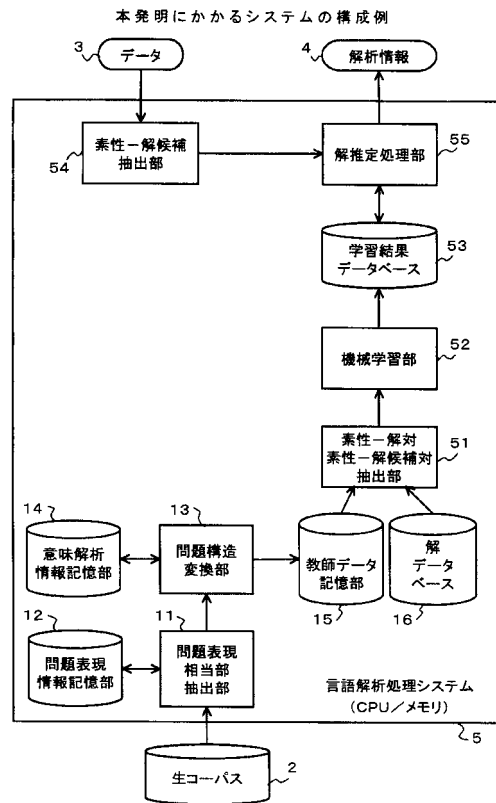 本発明にかかるシステムの構成例
3
データ
4
解析情報
素性－解候補
抽出部
54
解推定処理部
55
学習結果
データベース
53
機械学習部
52
素性－解対
素性－解候補対
抽出部
51
14
意味解析
情報記憶部
13
問題構造
変換部
教師データ
記憶部
15
解
データ
ベース
16
12
問題表現
情報記憶部
11
問題表現
相当部
抽出部
言語解析処理システム
(CPU／メモリ)
5
生コーパス
2